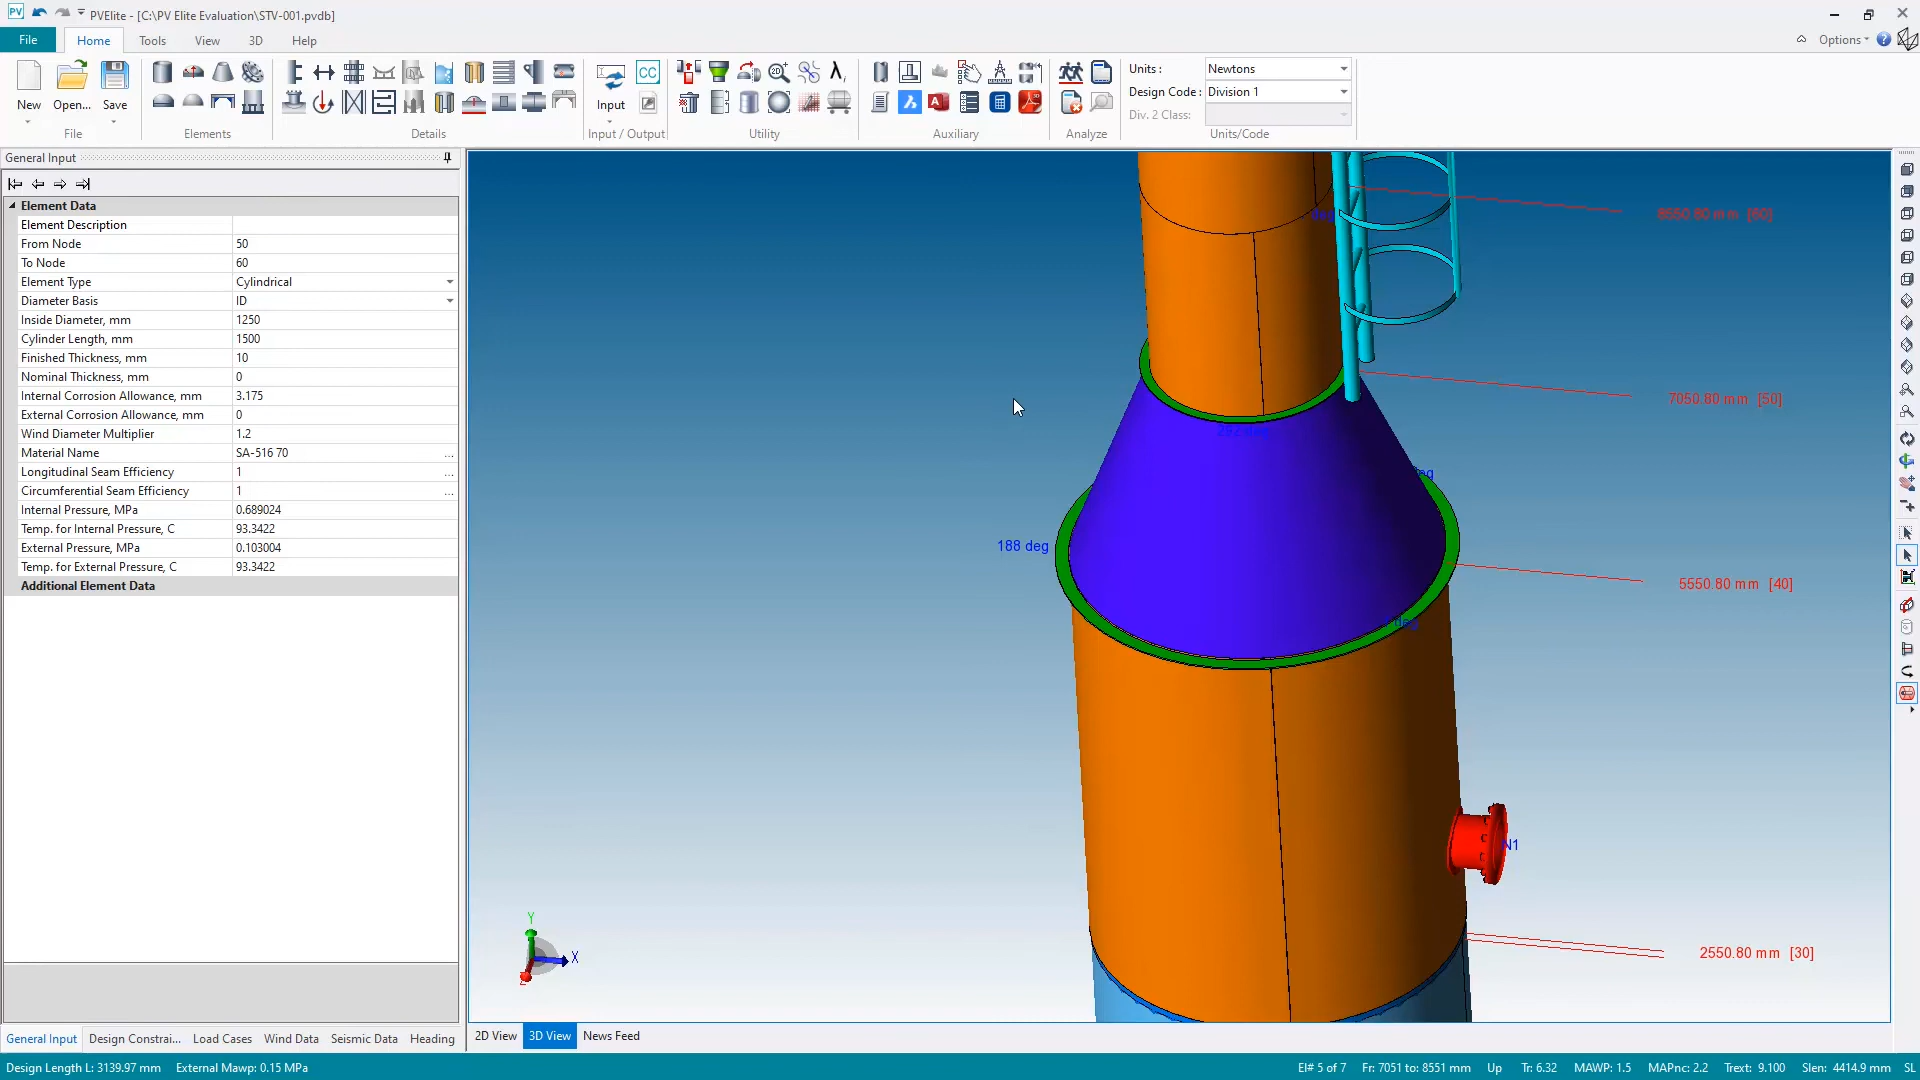 PVElite - [C:\PV Elite Evaluation\STV-001.pvdb]
File
Home
Tools
View
3D
Help
Options
New
Open...
Save
File
Elements
Details
Input
Input / Output
Utility
Auxiliary
Analyze
Units :
Newtons
Design Code :
Division 1
Div. 2 Class:
Units/Code
General Input
Element Data
Element Description
From Node 50
To Node 60
Element Type Cylindrical
Diameter Basis ID
Inside Diameter, mm 1250
Cylinder Length, mm 1500
Finished Thickness, mm 10
Nominal Thickness, mm 0
Internal Corrosion Allowance, mm 3.175
External Corrosion Allowance, mm 0
Wind Diameter Multiplier 1.2
Material Name SA-516 70 ...
Longitudinal Seam Efficiency 1 ...
Circumferential Seam Efficiency 1 ...
Internal Pressure, MPa 0.689024
Temp. for Internal Pressure, C 93.3422
External Pressure, MPa 0.103004
Temp. for External Pressure, C 93.3422
Additional Element Data
8550.80 mm [60]
deg
7050.80 mm [50]
292 deg
188 deg
5550.80 mm [40]
deg
N1
2550.80 mm [30]
Y
X
Z
2D View
3D View
News Feed
General Input
Design Constrai...
Load Cases
Wind Data
Seismic Data
Heading
Design Length L: 3139.97 mm External Mawp: 0.15 MPa
El# 5 of 7 Fr: 7051 to: 8551 mm Up Tr: 6.32 MAWP: 1.5 MAPnc: 2.2 Trext: 9.100 Slen: 4414.9 mm SL